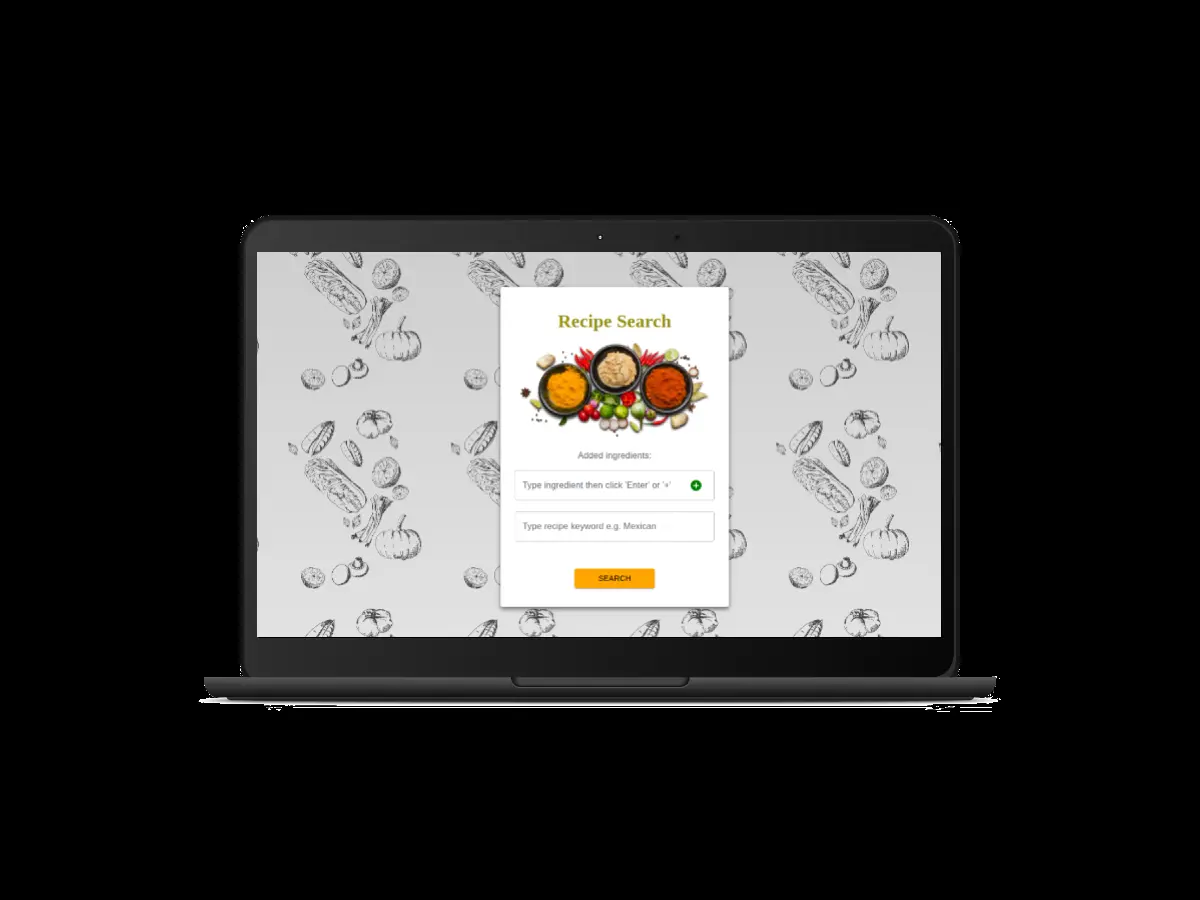 Recipe Search
Added ingredients:
Type ingredient then click 'Enter' or '+'
Type recipe keyword e.g. Mexican
SEARCH